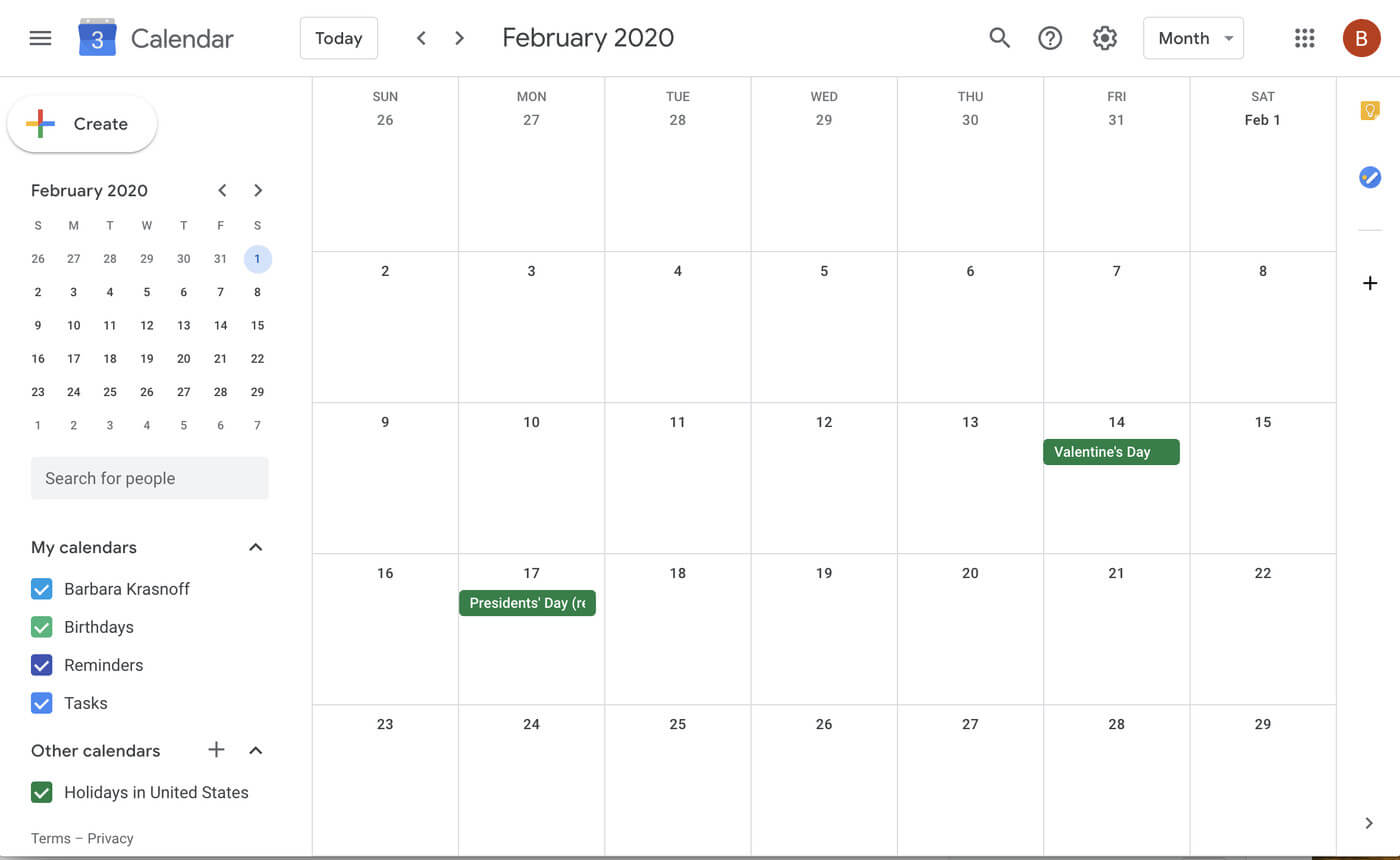 3 Calendar Today February 2020 Month B
Create
February 2020
S M T W T F S
26 27 28 29 30 31 1
2 3 4 5 6 7 8
9 10 11 12 13 14 15
16 17 18 19 20 21 22
23 24 25 26 27 28 29
1 2 3 4 5 6 7
Search for people
My calendars
Barbara Krasnoff
Birthdays
Reminders
Tasks
Other calendars
Holidays in United States
Terms – Privacy
SUN MON TUE WED THU FRI SAT
26 27 28 29 30 31 Feb 1
2 3 4 5 6 7 8
9 10 11 12 13 14 15
Valentine's Day
16 17 18 19 20 21 22
Presidents' Day (re
23 24 25 26 27 28 29